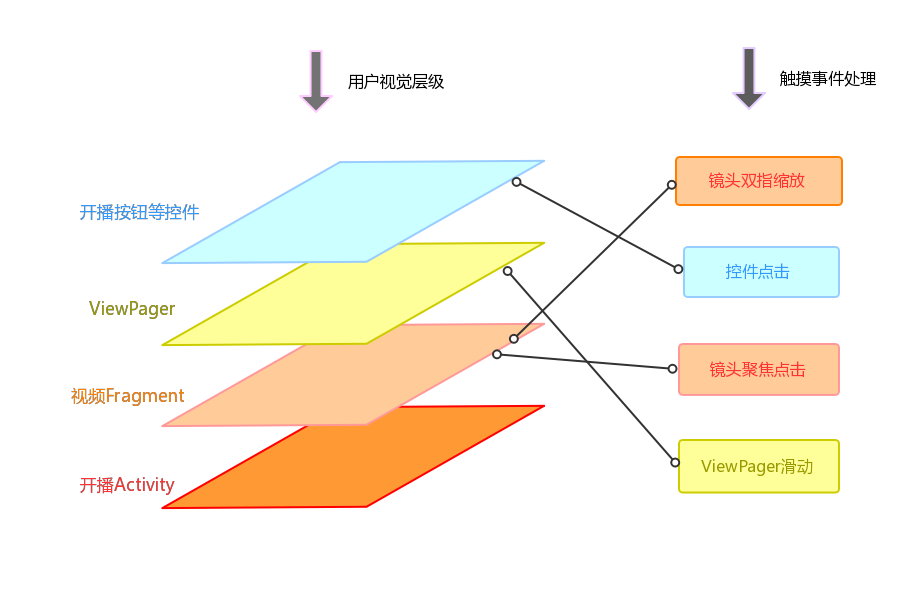 用户视觉层级
触摸事件处理
开播按钮等控件
ViewPager
视频Fragment
开播Activity
镜头双指缩放
控件点击
镜头聚焦点击
ViewPager滑动